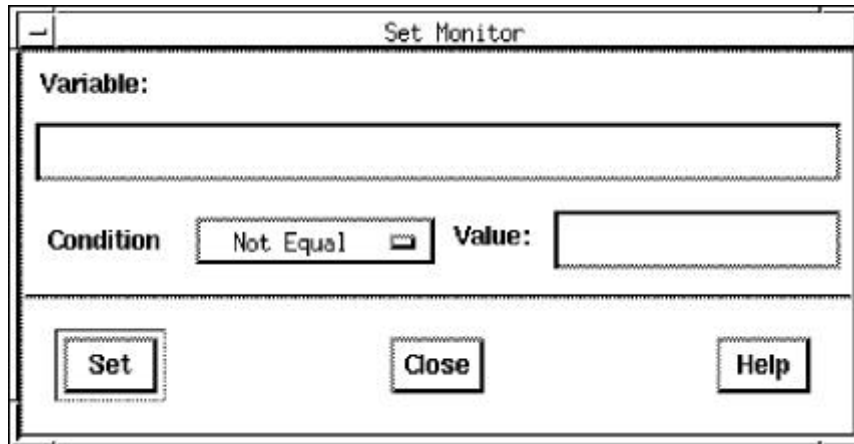 Set Monitor
Variable:
Condition Not Equal Value:
Set Close Help